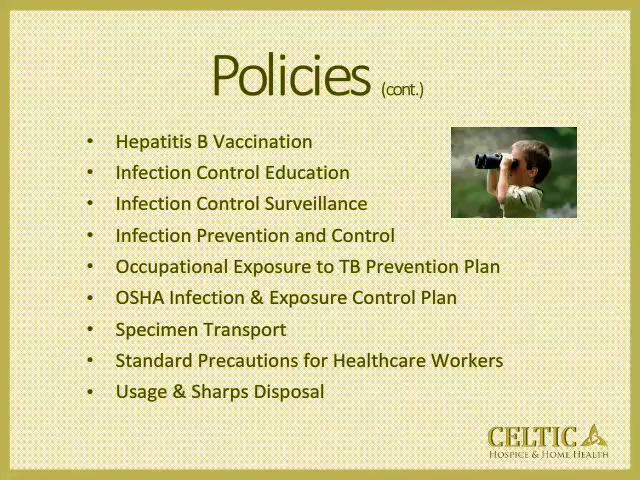 Policies (cont.)
• Hepatitis B Vaccination
• Infection Control Education
• Infection Control Surveillance
• Infection Prevention and Control
• Occupational Exposure to TB Prevention Plan
• OSHA Infection & Exposure Control Plan
• Specimen Transport
• Standard Precautions for Healthcare Workers
• Usage & Sharps Disposal
CELTIC
HOSPICE & HOME HEALTH